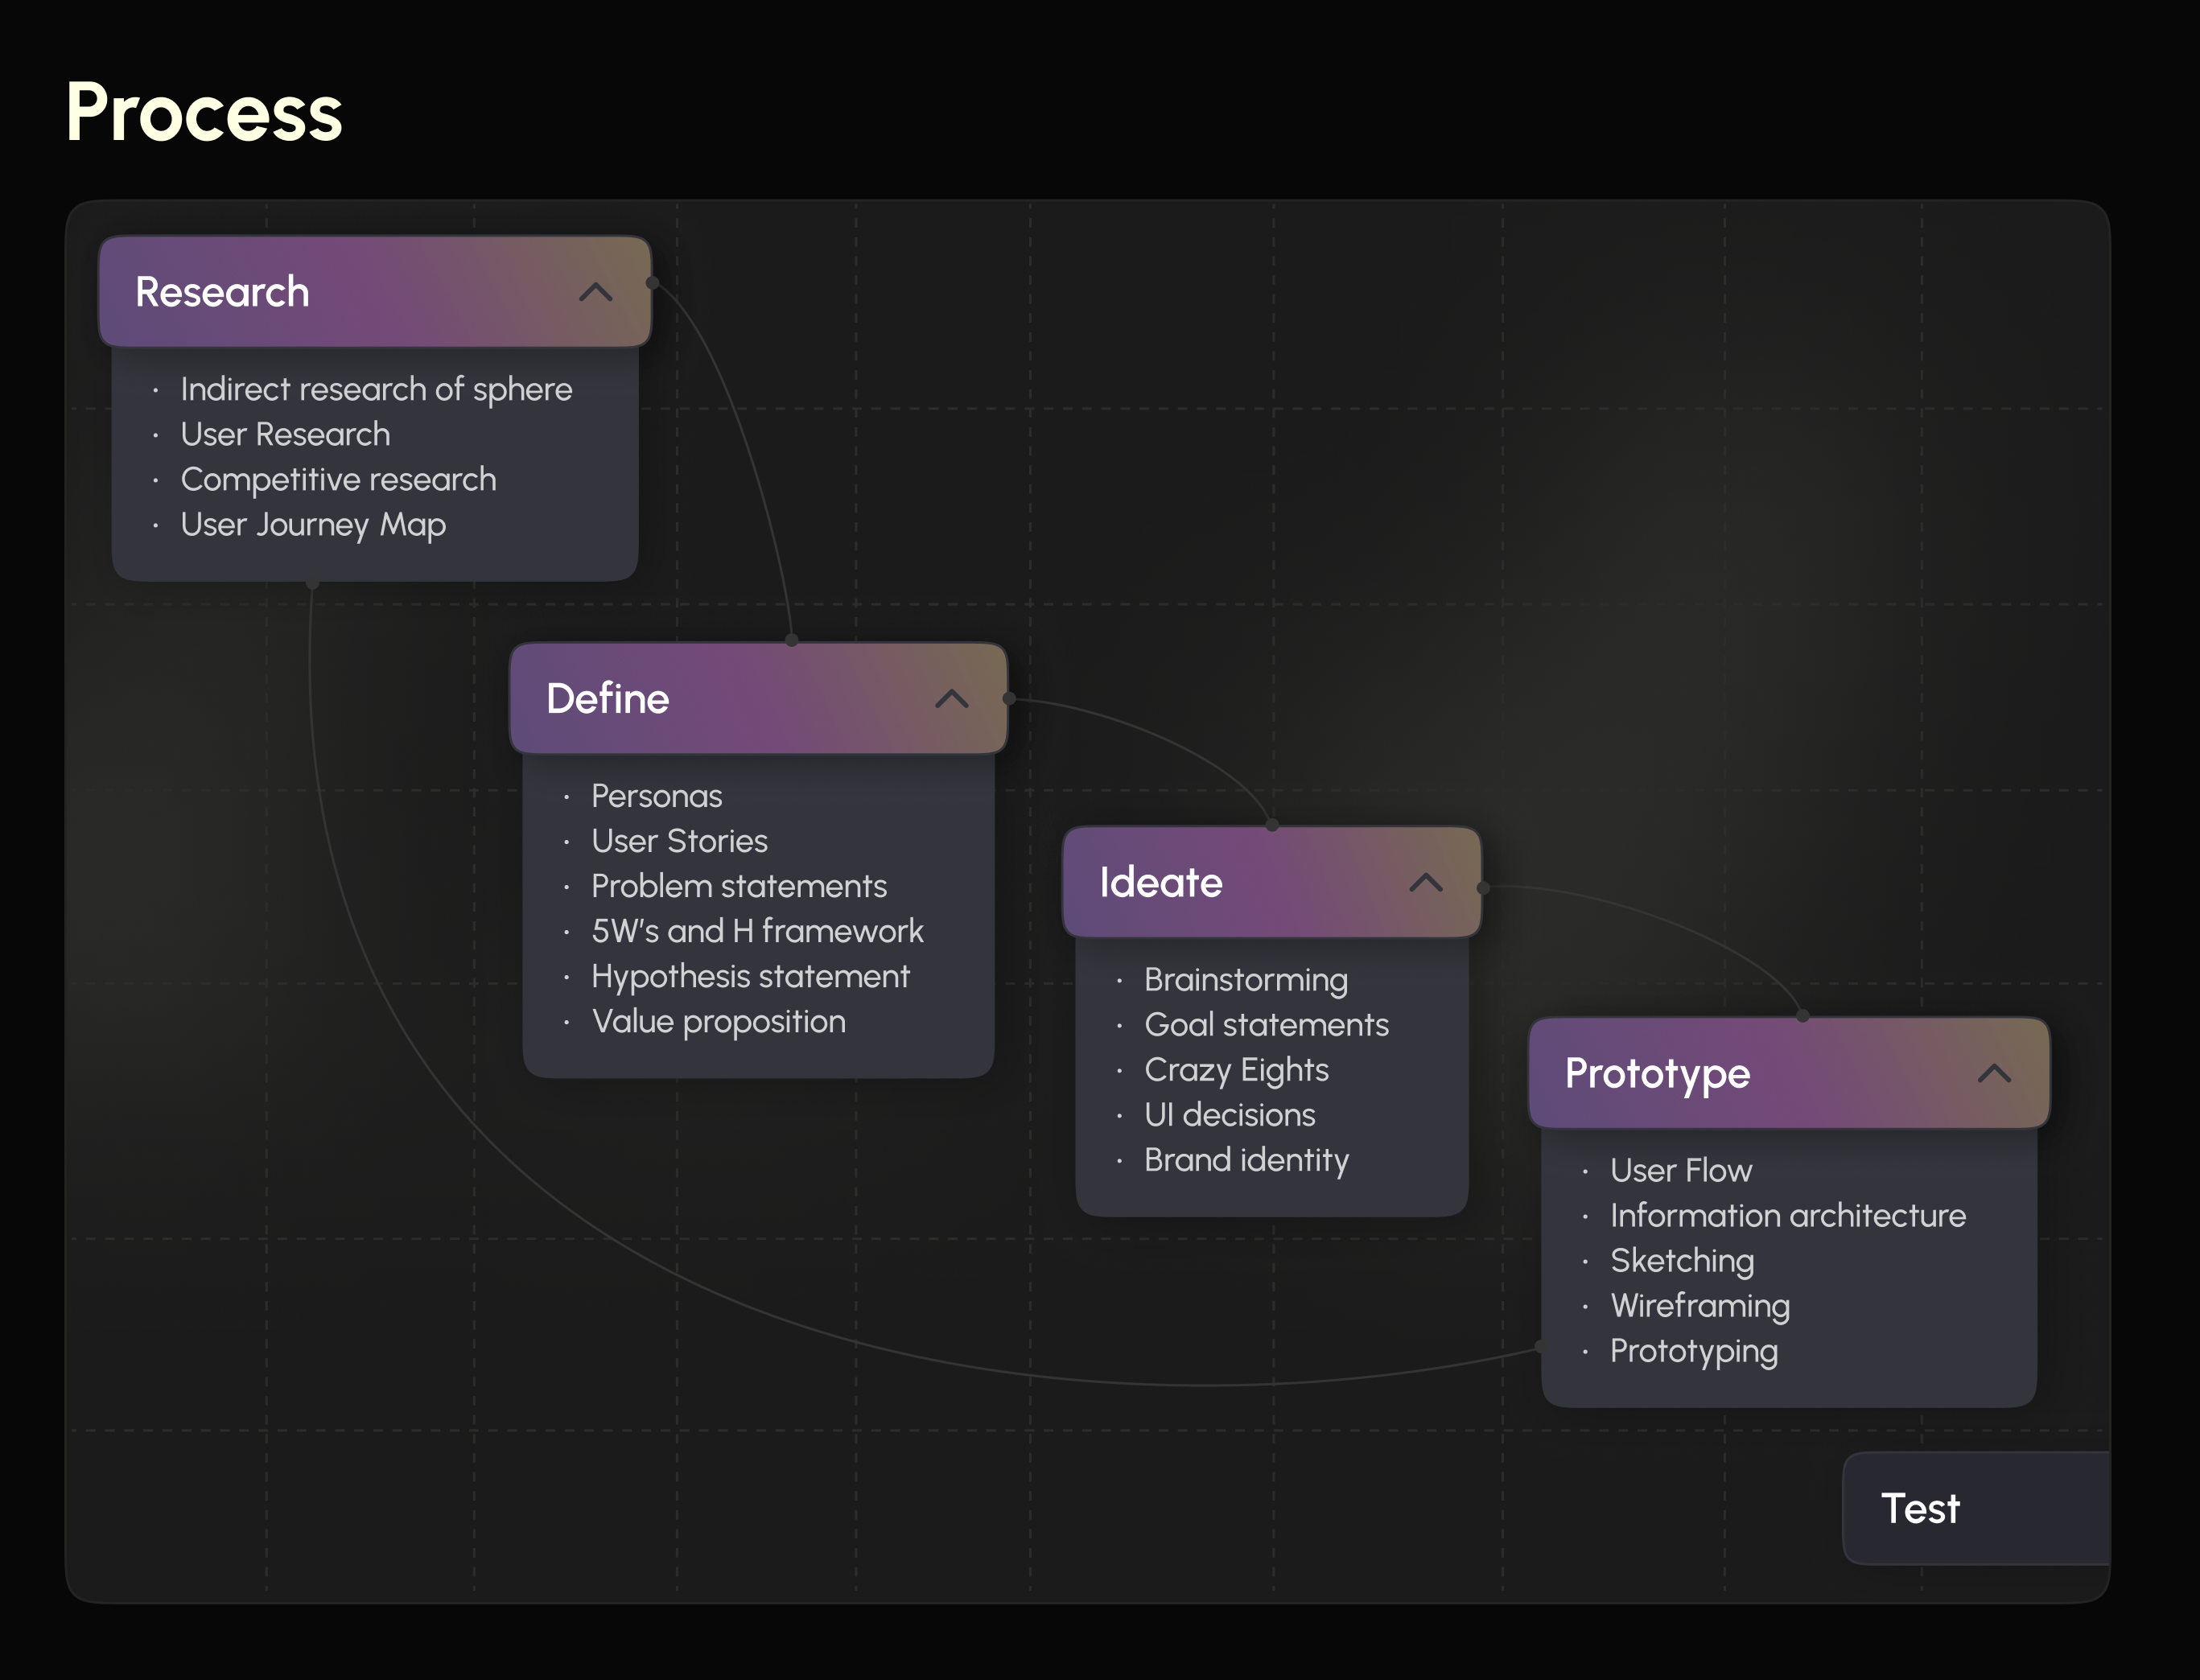 Process
Research
· Indirect research of sphere
· User Research
· Competitive research
· User Journey Map
Define
· Personas
· User Stories
· Problem statements
· 5W's and H framework
· Hypothesis statement
· Value proposition
Ideate
· Brainstorming
· Goal statements
· Crazy Eights
· UI decisions
· Brand identity
Prototype
· User Flow
· Information architecture
· Sketching
· Wireframing
· Prototyping
Test